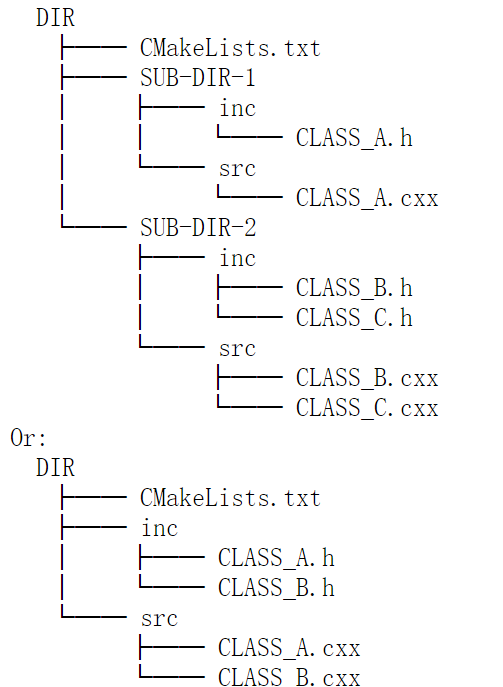 DIR
├── CMakeLists.txt
├── SUB-DIR-1
│   ├── inc
│   │   └── CLASS_A.h
│   └── src
│       └── CLASS_A.cxx
└── SUB-DIR-2
    ├── inc
    │   ├── CLASS_B.h
    │   └── CLASS_C.h
    └── src
        ├── CLASS_B.cxx
        └── CLASS_C.cxx
Or:
DIR
├── CMakeLists.txt
├── inc
│   ├── CLASS_A.h
│   └── CLASS_B.h
└── src
    ├── CLASS_A.cxx
    └── CLASS_B.cxx